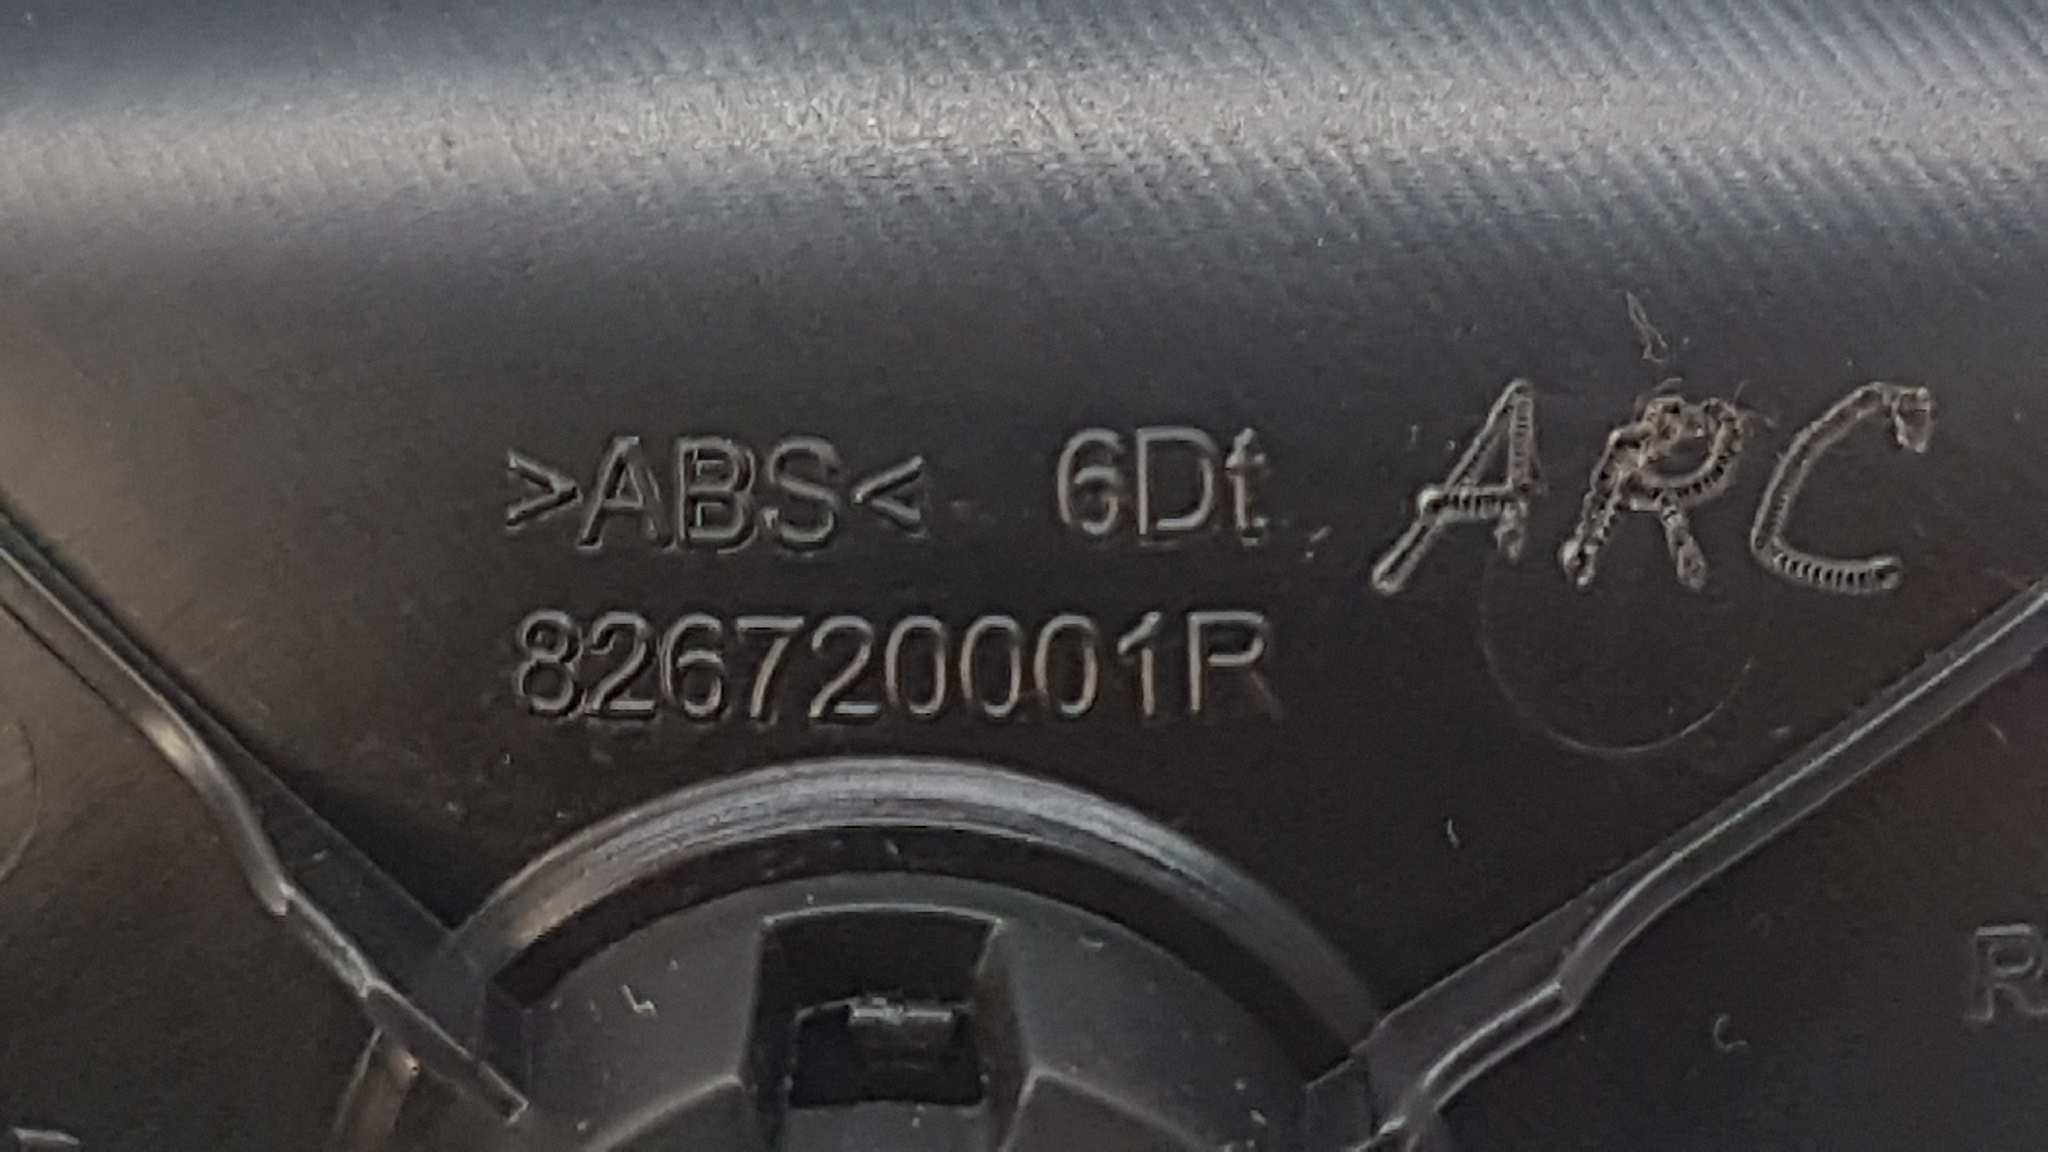 >ABS< 6Dt ARC
826720001R
R